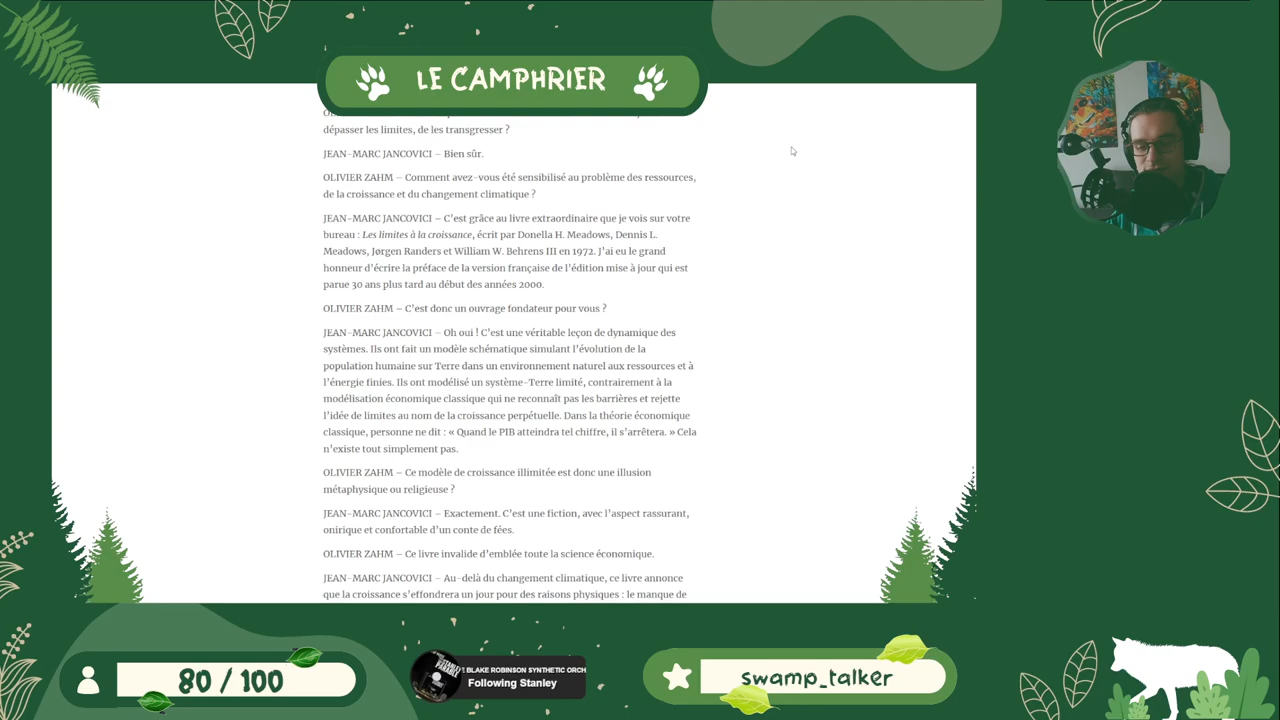 LE CAMPHRIER
dépasser les limites, de les transgresser ?
JEAN-MARC JANCOVICI – Bien sûr.
OLIVIER ZAHM – Comment avez-vous été sensibilisé au problème des ressources,
de la croissance et du changement climatique ?
JEAN-MARC JANCOVICI – C’est grâce au livre extraordinaire que je vois sur votre
bureau : Les limites à la croissance, écrit par Donella H. Meadows, Dennis L.
Meadows, Jørgen Randers et William W. Behrens III en 1972. J’ai eu le grand
honneur d’écrire la préface de la version française de l’édition mise à jour qui est
parue 30 ans plus tard au début des années 2000.
OLIVIER ZAHM – C’est donc un ouvrage fondateur pour vous ?
JEAN-MARC JANCOVICI – Oh oui ! C’est une véritable leçon de dynamique des
systèmes. Ils ont fait un modèle schématique simulant l’évolution de la
population humaine sur Terre dans un environnement naturel aux ressources et à
l’énergie finies. Ils ont modélisé un système-Terre limité, contrairement à la
modélisation économique classique qui ne reconnaît pas les barrières et rejette
l’idée de limites au nom de la croissance perpétuelle. Dans la théorie économique
classique, personne ne dit : « Quand le PIB atteindra tel chiffre, il s’arrêtera. » Cela
n’existe tout simplement pas.
OLIVIER ZAHM – Ce modèle de croissance illimitée est donc une illusion
métaphysique ou religieuse ?
JEAN-MARC JANCOVICI – Exactement. C’est une fiction, avec l’aspect rassurant,
onirique et confortable d’un conte de fées.
OLIVIER ZAHM – Ce livre invalide d’emblée toute la science économique.
JEAN-MARC JANCOVICI – Au-delà du changement climatique, ce livre annonce
que la croissance s’effondrera un jour pour des raisons physiques : le manque de
80 / 100
BLAKE ROBINSON SYNTHETIC ORCH
Following Stanley
swamp_talker